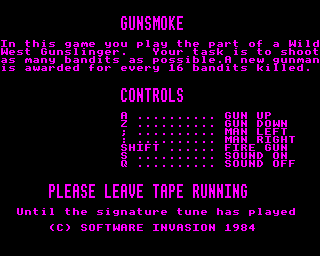 GUNSMOKE
In this game you play the part of a Wild
West Gunslinger.  Your task is to shoot
as many bandits as possible.A new gunman
is awarded for every 16 bandits killed.
CONTROLS
A .......... GUN UP
Z .......... GUN DOWN
; .......... MAN LEFT
: .......... MAN RIGHT
SHIFT ...... FIRE GUN
S .......... SOUND ON
Q .......... SOUND OFF
PLEASE LEAVE TAPE RUNNING
Until the signature tune has played
(C) SOFTWARE INVASION 1984